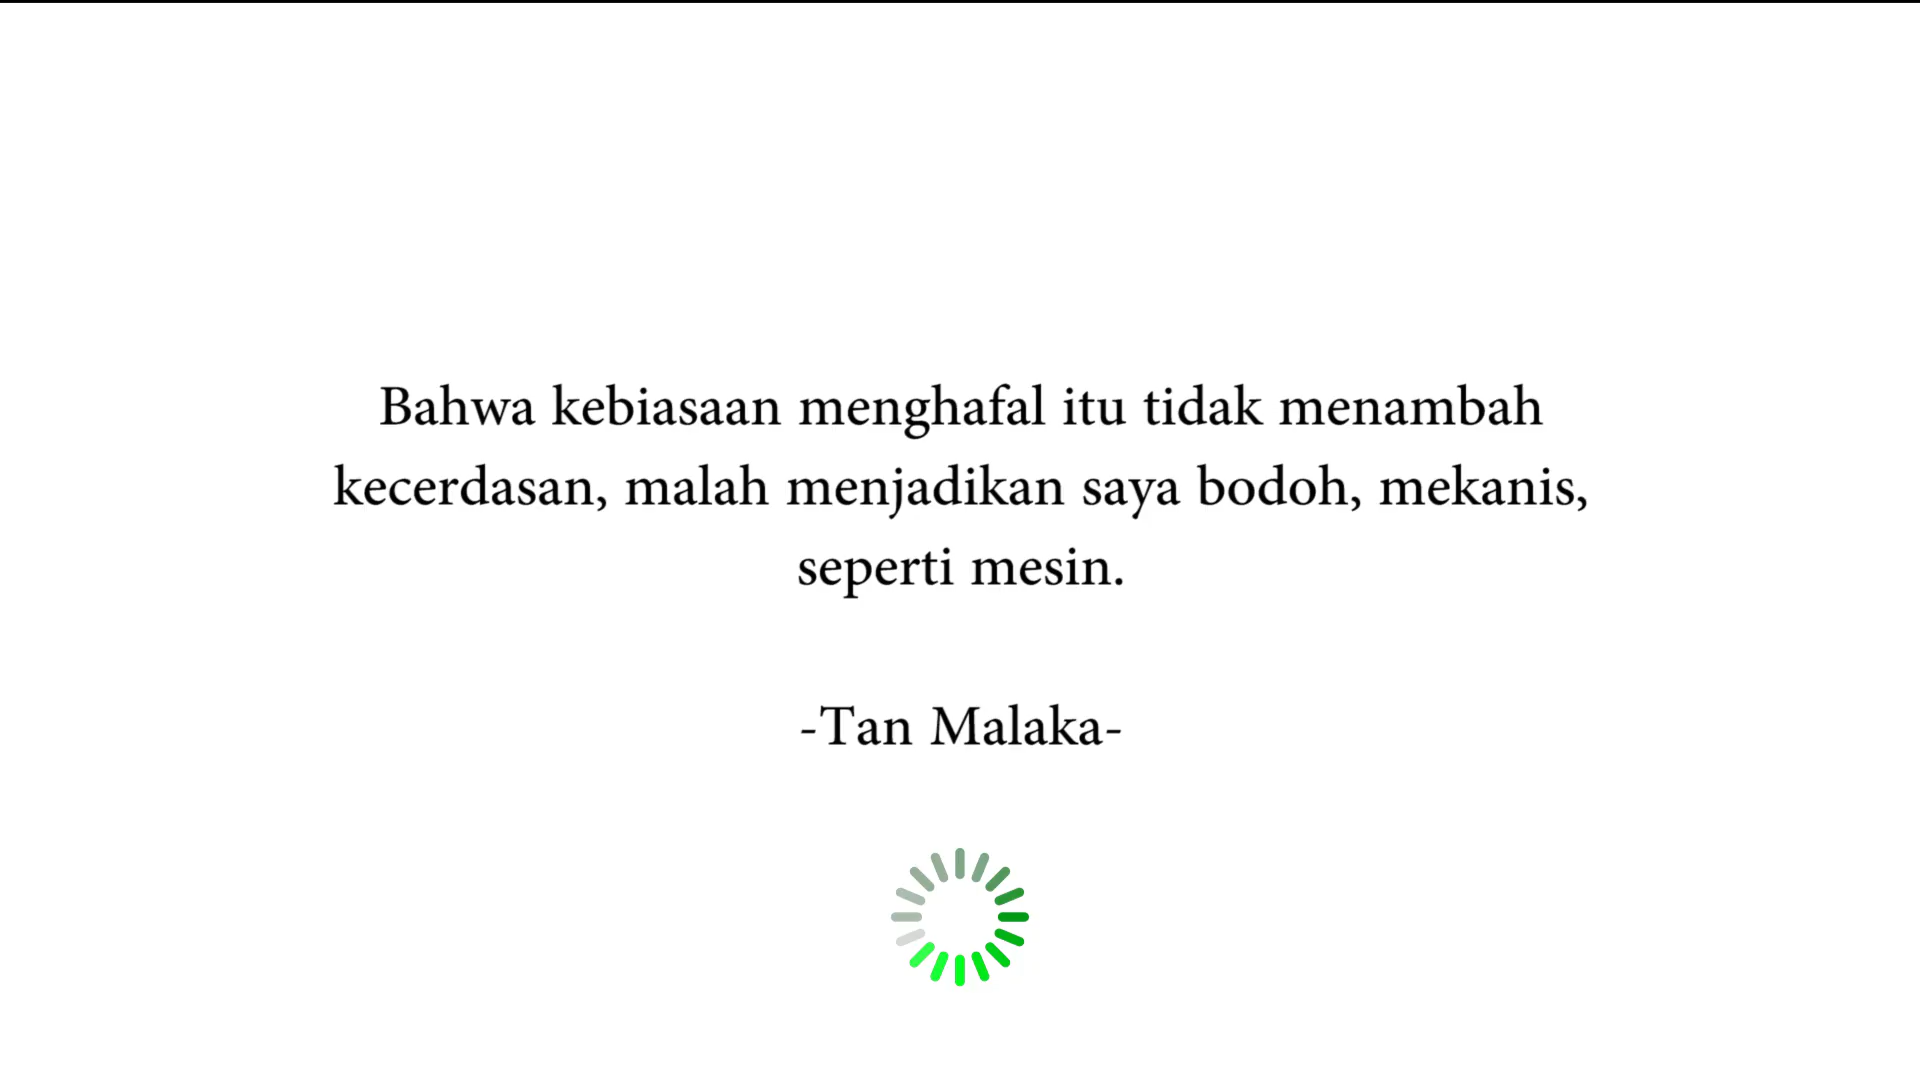 Bahwa kebiasaan menghafal itu tidak menambah
kecerdasan, malah menjadikan saya bodoh, mekanis,
seperti mesin.
-Tan Malaka-